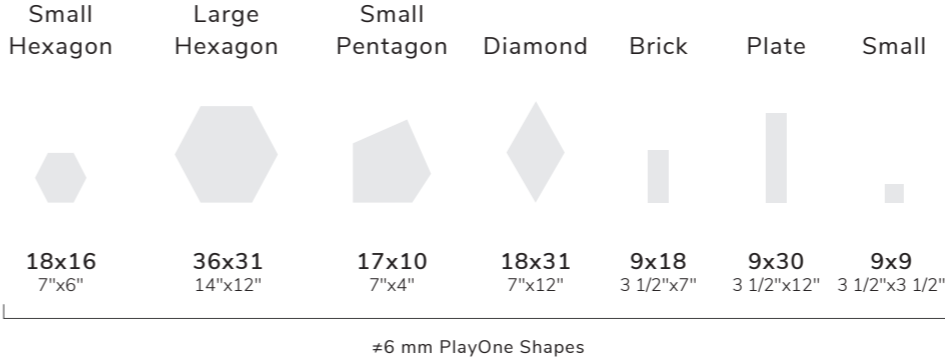 Small
Hexagon
Large
Hexagon
Small
Pentagon
Diamond
Brick
Plate
Small
18x16
7"x6"
36x31
14"x12"
17x10
7"x4"
18x31
7"x12"
9x18
3 1/2"x7"
9x30
3 1/2"x12"
9x9
3 1/2"x3 1/2"
≠6 mm PlayOne Shapes